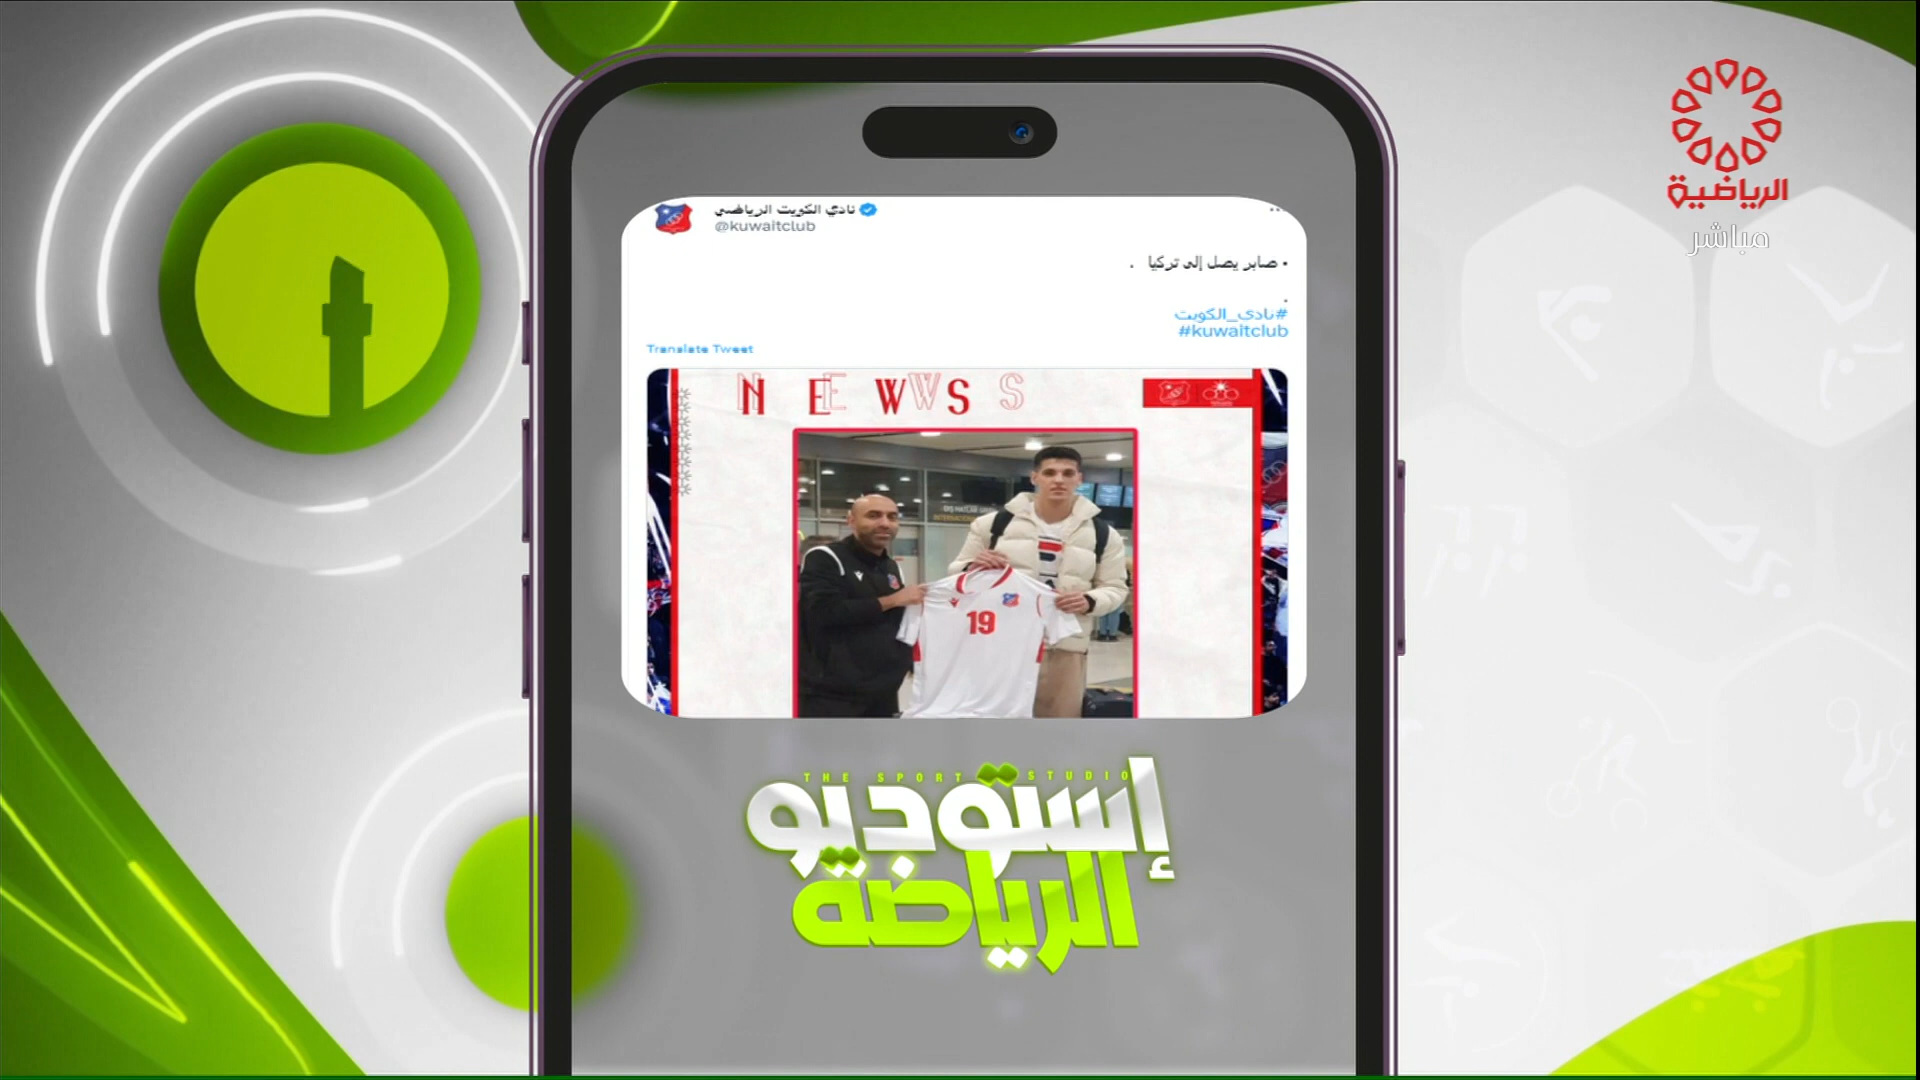 الرياضية
مباشر
نادي الكويت الرياضي
@kuwaitclub
• صابر يصل إلى تركيا .
.
#نادي_الكويت
#kuwaitclub
Translate Tweet
NEWS
19
THE SPORT STUDIO
إستوديو
الرياضة